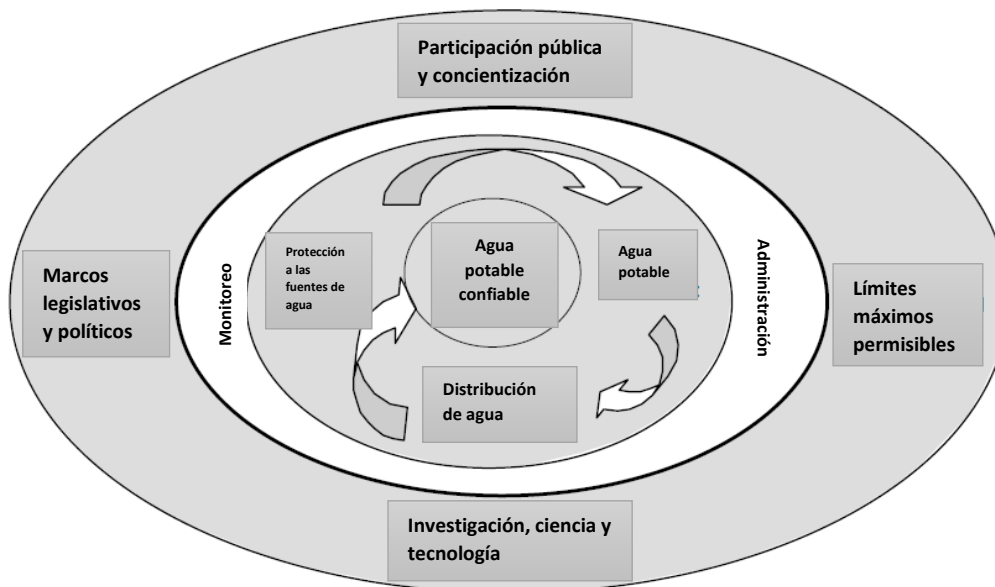 Participación pública
y concientización
Marcos
legislativos
y políticos
Monitoreo
Protección
a las
fuentes de
agua
Agua
potable
confiable
Agua
potable
Administración
Límites
máximos
permisibles
Distribución
de agua
Investigación, ciencia y
tecnología